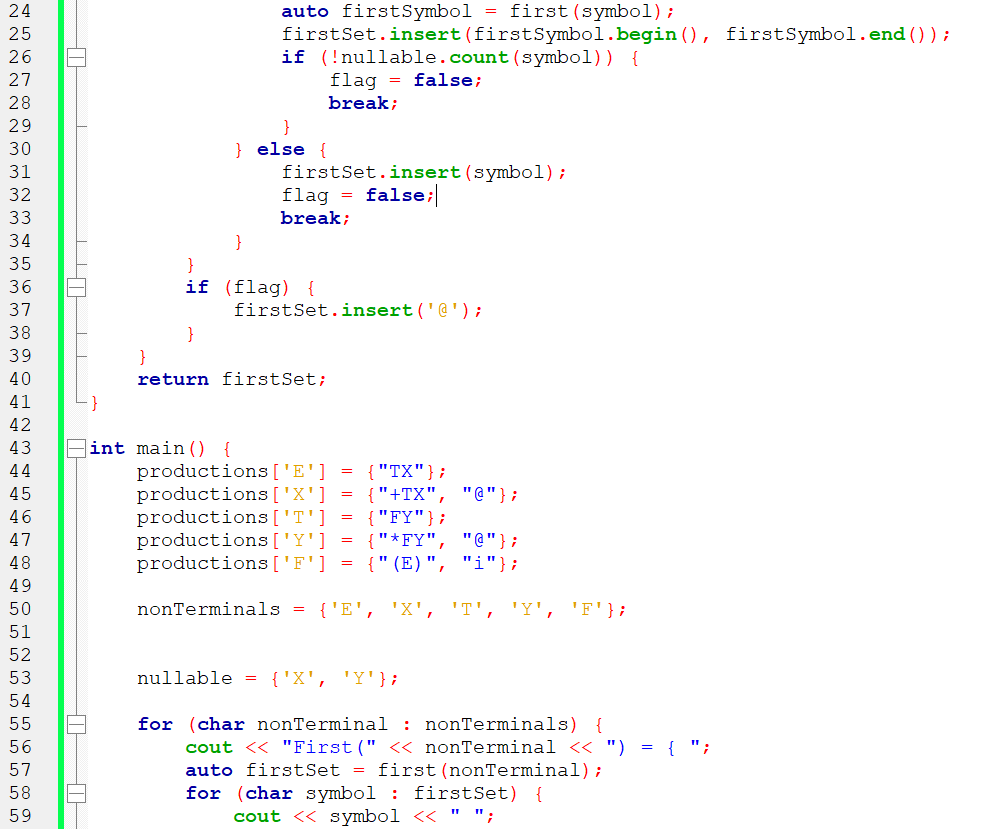 24                 auto firstSymbol = first(symbol);
25                 firstSet.insert(firstSymbol.begin(), firstSymbol.end());
26                 if (!nullable.count(symbol)) {
27                     flag = false;
28                     break;
29                 }
30             } else {
31                 firstSet.insert(symbol);
32                 flag = false;
33                 break;
34             }
35         }
36         if (flag) {
37             firstSet.insert('@');
38         }
39     }
40     return firstSet;
41 }
42
43 int main() {
44     productions['E'] = {"TX"};
45     productions['X'] = {"+TX", "@"};
46     productions['T'] = {"FY"};
47     productions['Y'] = {"*FY", "@"};
48     productions['F'] = {"(E)", "i"};
49
50     nonTerminals = {'E', 'X', 'T', 'Y', 'F'};
51
52
53     nullable = {'X', 'Y'};
54
55     for (char nonTerminal : nonTerminals) {
56         cout << "First(" << nonTerminal << ") = { ";
57         auto firstSet = first(nonTerminal);
58         for (char symbol : firstSet) {
59             cout << symbol << " ";